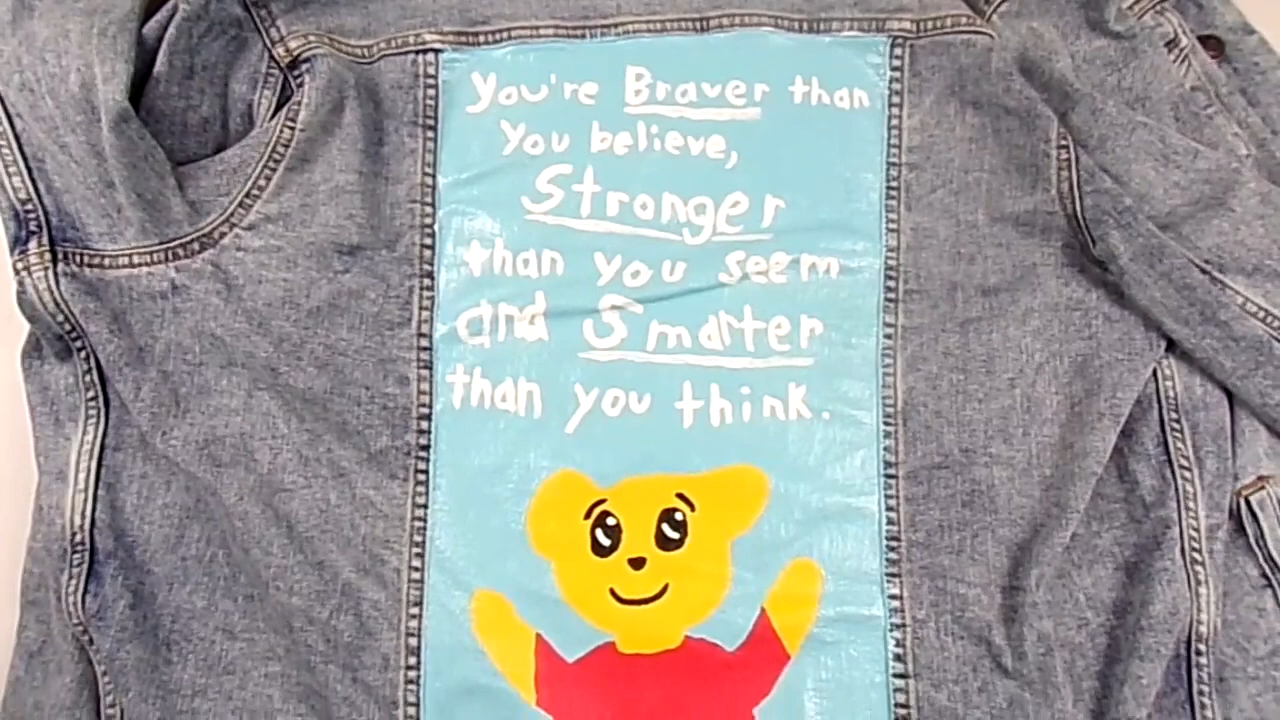 You're Braver than
You believe,
Stronger
than you seem
and Smarter
than you think.